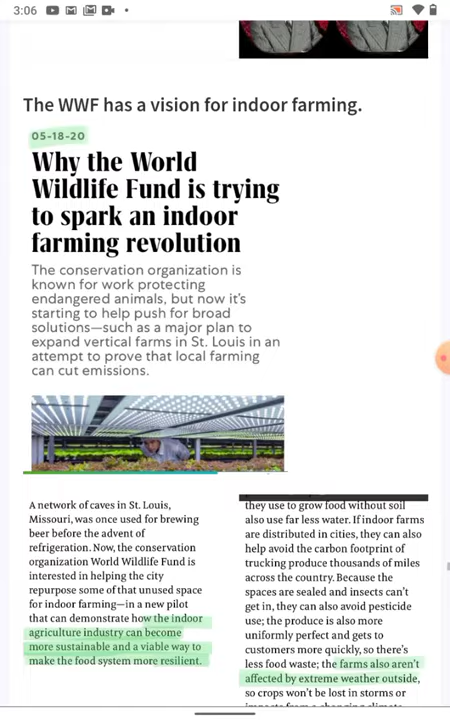 3:06
The WWF has a vision for indoor farming.
05-18-20
Why the World
Wildlife Fund is trying
to spark an indoor
farming revolution
The conservation organization is
known for work protecting
endangered animals, but now it's
starting to help push for broad
solutions—such as a major plan to
expand vertical farms in St. Louis in an
attempt to prove that local farming
can cut emissions.
A network of caves in St. Louis,
Missouri, was once used for brewing
beer before the advent of
refrigeration. Now, the conservation
organization World Wildlife Fund is
interested in helping the city
repurpose some of that unused space
for indoor farming—in a new pilot
that can demonstrate how the indoor
agriculture industry can become
more sustainable and a viable way to
make the food system more resilient.
they use to grow food without soil
also use far less water. If indoor farms
are distributed in cities, they can also
help avoid the carbon footprint of
trucking produce thousands of miles
across the country. Because the
spaces are sealed and insects can't
get in, they can also avoid pesticide
use; the produce is also more
uniformly perfect and gets to
customers more quickly, so there's
less food waste; the farms also aren't
affected by extreme weather outside,
so crops won't be lost in storms or